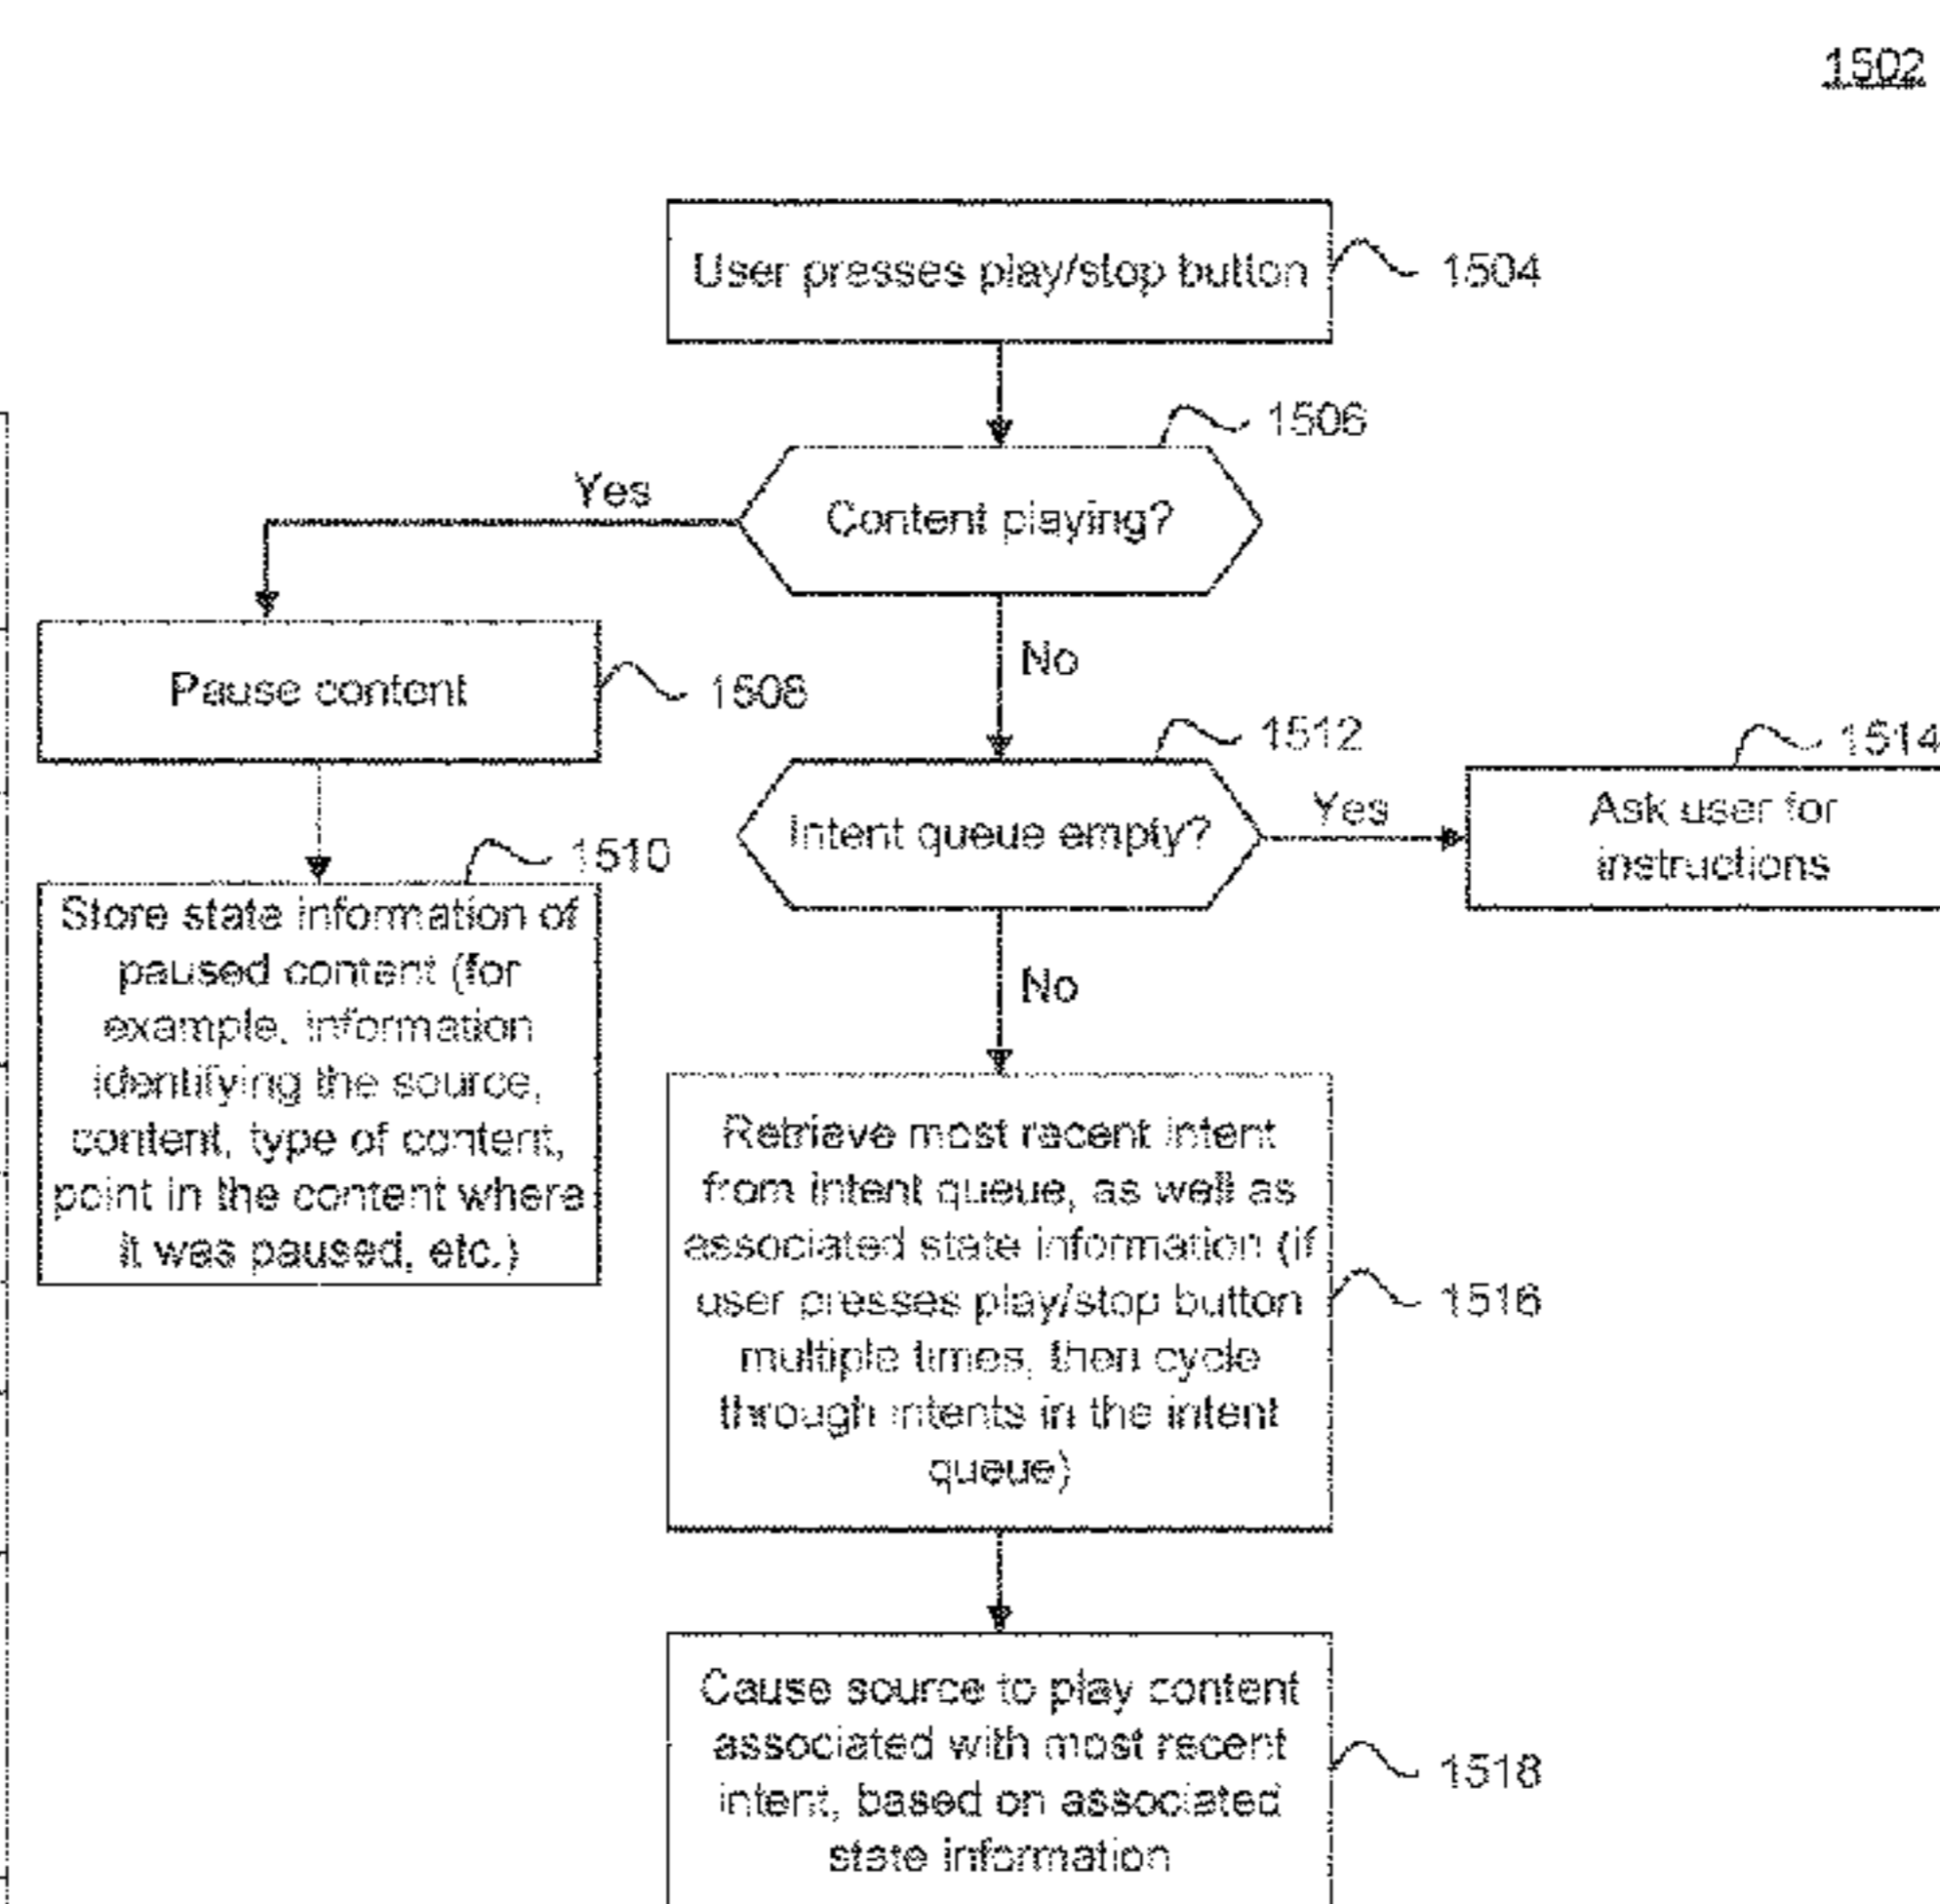 1502
User presses play/stop button
1504
1506
Content playing?
Yes
No
Pause content
1508
1510
Store state information of
paused content (for
example, information
identifying the source,
content, type of content,
point in the content where
it was paused, etc.)
1512
Intent queue empty?
Yes
1514
Ask user for
instructions
No
Retrieve most recent intent
from intent queue, as well as
associated state information (if
user presses play/stop button
multiple times, then cycle
through intents in the intent
queue)
1516
Cause source to play content
associated with most recent
intent, based on associated
state information
1518